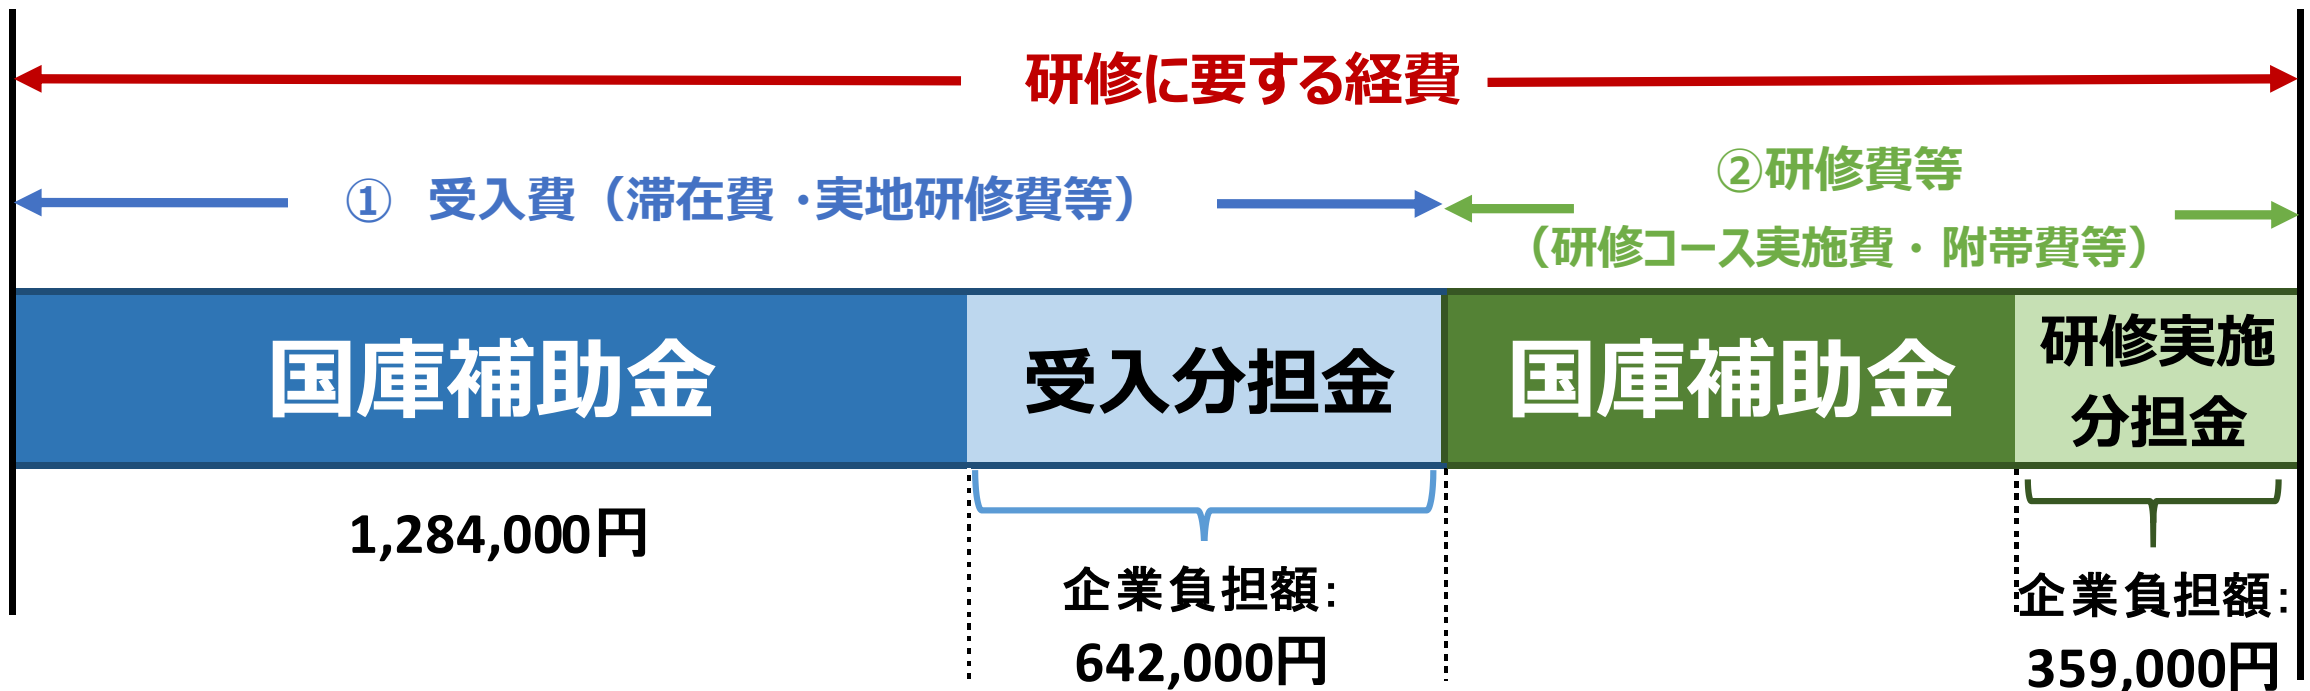 研修に要する経費
① 受入費（滞在費・実地研修費等）
②研修費等
（研修コース実施費・附帯費等）
国庫補助金
受入分担金
国庫補助金
研修実施
分担金
1,284,000円
企業負担額：
642,000円
企業負担額：
359,000円